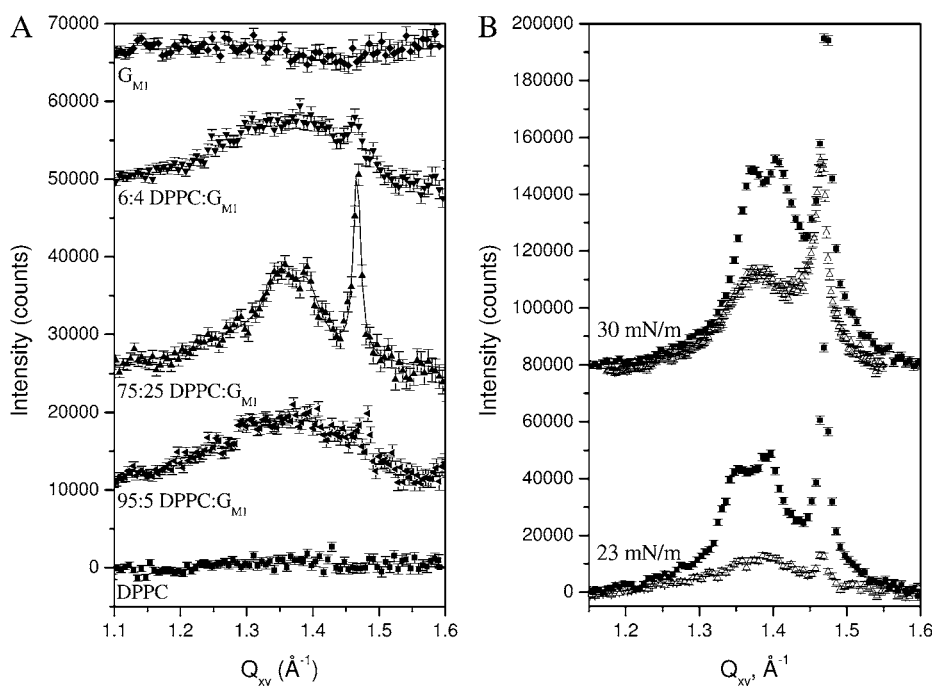 A
70000
60000
50000
40000
30000
20000
10000
0
Intensity (counts)
G_M1
6:4 DPPC:G_M1
75:25 DPPC:G_M1
95:5 DPPC:G_M1
DPPC
1.1 1.2 1.3 1.4 1.5 1.6
Q_xy (Å⁻¹)
B
200000
180000
160000
140000
120000
100000
80000
60000
40000
20000
0
Intensity (counts)
30 mN/m
23 mN/m
1.2 1.3 1.4 1.5 1.6
Q_xy, Å⁻¹